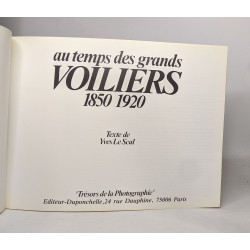 au temps des grands
VOILIERS
1850 1920
Texte de
Yves Le Scal
"Trésors de la Photographie"
Editeur-Duponchelle, 24 rue Dauphine, 75006 Paris